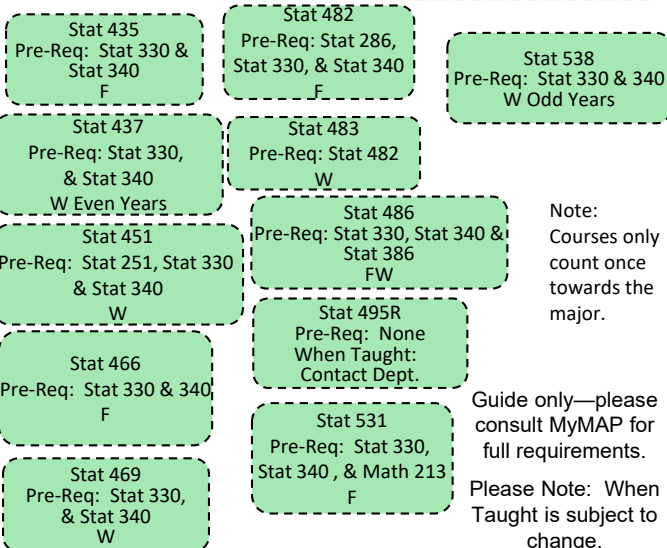 Stat 435
Pre-Req:  Stat 330 &
Stat 340
F
Stat 437
Pre-Req: Stat 330,
& Stat 340
W Even Years
Stat 451
Pre-Req:  Stat 251, Stat 330
& Stat 340
W
Stat 466
Pre-Req:  Stat 330 & 340
F
Stat 469
Pre-Req:  Stat 330,
& Stat 340
W
Stat 482
Pre-Req: Stat 286,
Stat 330, & Stat 340
F
Stat 483
Pre-Req: Stat 482
W
Stat 486
Pre-Req: Stat 330, Stat 340 &
Stat 386
FW
Stat 495R
Pre-Req:  None
When Taught:
Contact Dept.
Stat 531
Pre-Req:  Stat 330,
Stat 340 , & Math 213
F
Stat 538
Pre-Req:  Stat 330 & 340
W Odd Years
Note:
Courses only
count once
towards the
major.
Guide only—please
consult MyMAP for
full requirements.
Please Note:  When
Taught is subject to
change.